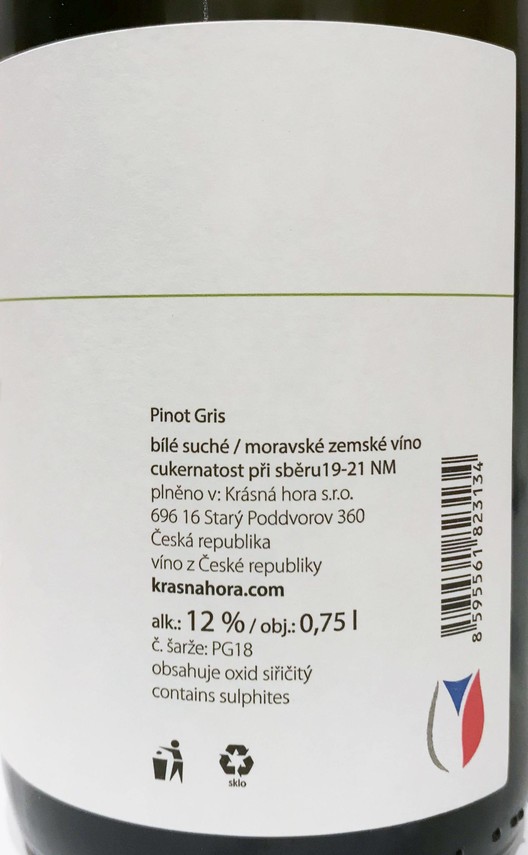 Pinot Gris
bílé suché / moravské zemské víno
cukernatost při sběru19-21 NM
plněno v: Krásná hora s.r.o.
696 16 Starý Poddvorov 360
Česká republika
víno z České republiky
krasnahora.com
alk.: 12 % / obj.: 0,75 l
č. šarže: PG18
obsahuje oxid siřičitý
contains sulphites
sklo
8 595561 823134